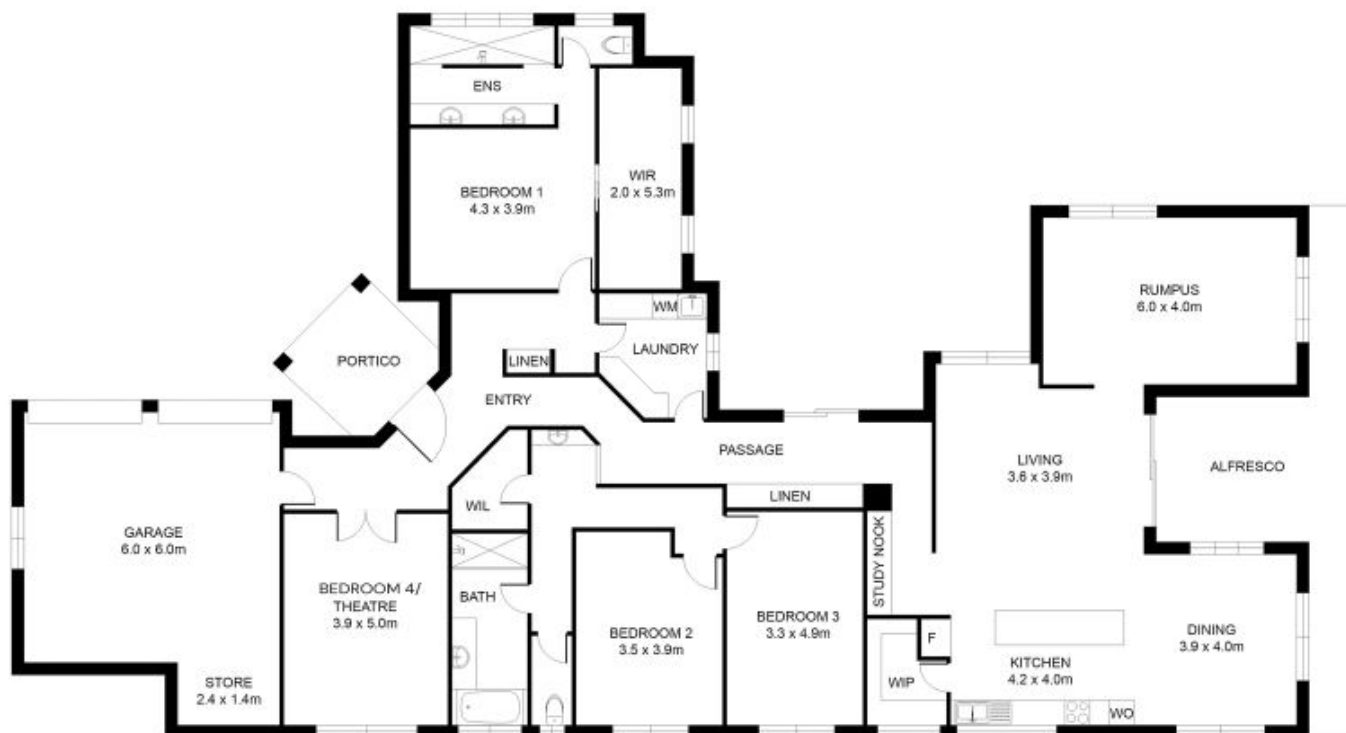 ENS
BEDROOM 1
4.3 x 3.9m
WIR
2.0 x 5.3m
RUMPUS
6.0 x 4.0m
WM
LAUNDRY
PORTICO
LINEN
ENTRY
PASSAGE
LIVING
3.6 x 3.9m
ALFRESCO
LINEN
WIL
GARAGE
6.0 x 6.0m
STUDY NOOK
BEDROOM 4/
THEATRE
3.9 x 5.0m
BATH
BEDROOM 2
3.5 x 3.9m
BEDROOM 3
3.3 x 4.9m
F
DINING
3.9 x 4.0m
KITCHEN
4.2 x 4.0m
WIP
STORE
2.4 x 1.4m
WO